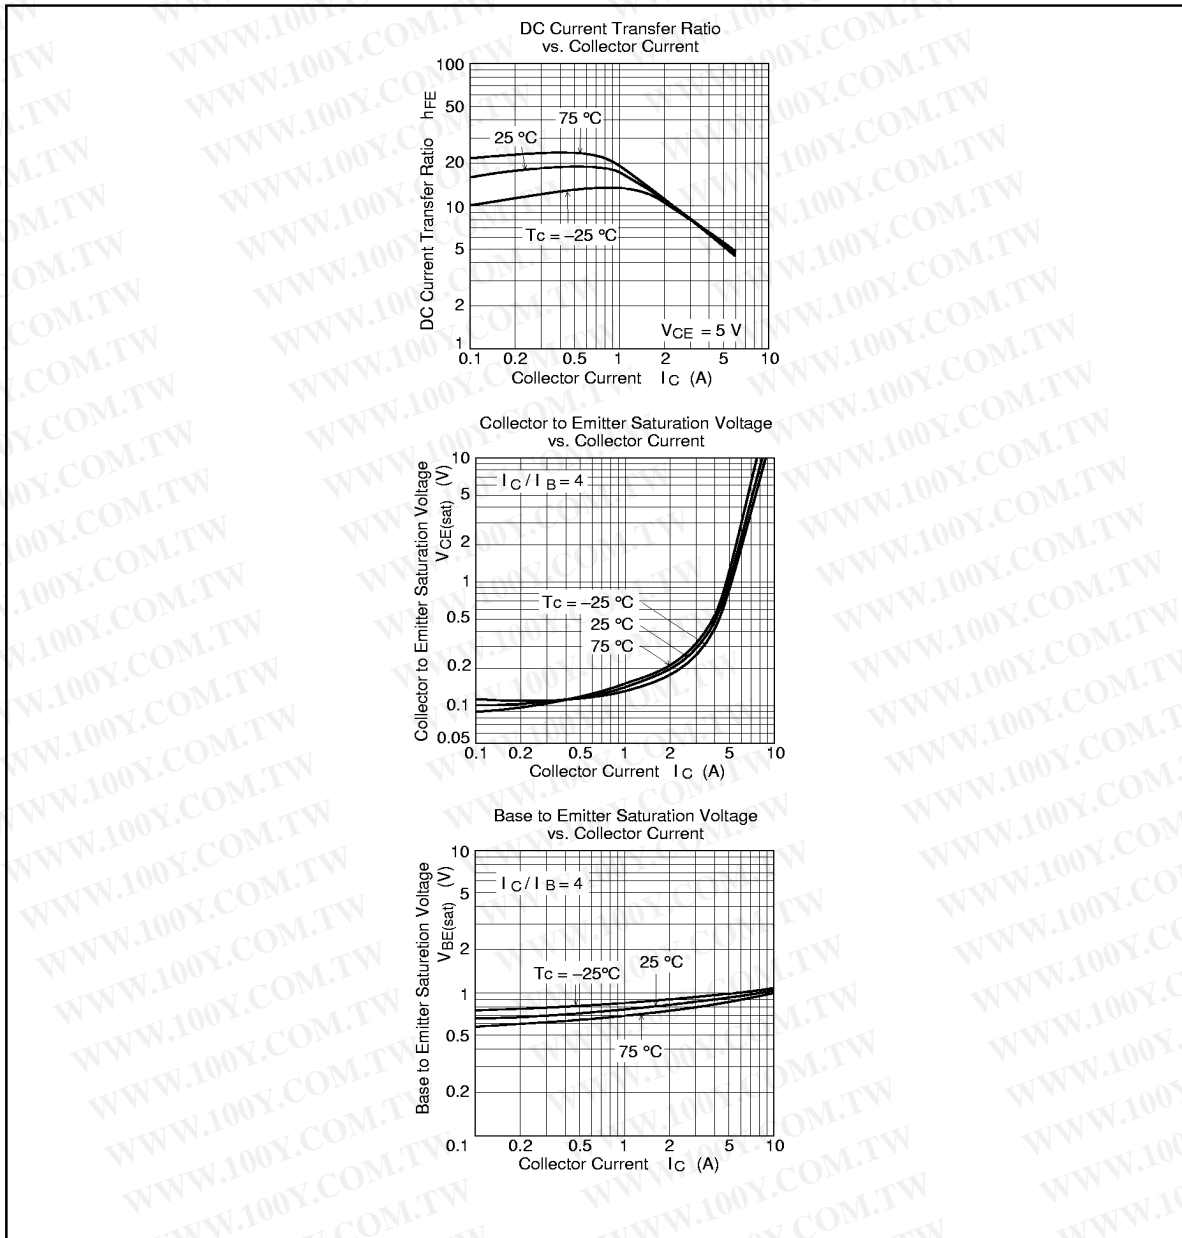 DC Current Transfer Ratio
vs. Collector Current
100
50
20
10
5
2
1
DC Current Transfer Ratio hFE
75 °C
25 °C
Tc = –25 °C
VCE = 5 V
0.1 0.2 0.5 1 2 5 10
Collector Current IC (A)
Collector to Emitter Saturation Voltage
vs. Collector Current
10
5
2
1
0.5
0.2
0.1
0.05
Collector to Emitter Saturation Voltage
VCE(sat) (V)
IC / IB = 4
Tc = –25 °C
25 °C
75 °C
0.1 0.2 0.5 1 2 5 10
Collector Current IC (A)
Base to Emitter Saturation Voltage
vs. Collector Current
10
5
2
1
0.5
0.2
0.1
Base to Emitter Saturetion Voltage
VBE(sat) (V)
IC / IB = 4
Tc = –25°C
25 °C
75 °C
0.2 0.5 1 2 5 10
Collector Current IC (A)
WWW.100Y.COM.TW